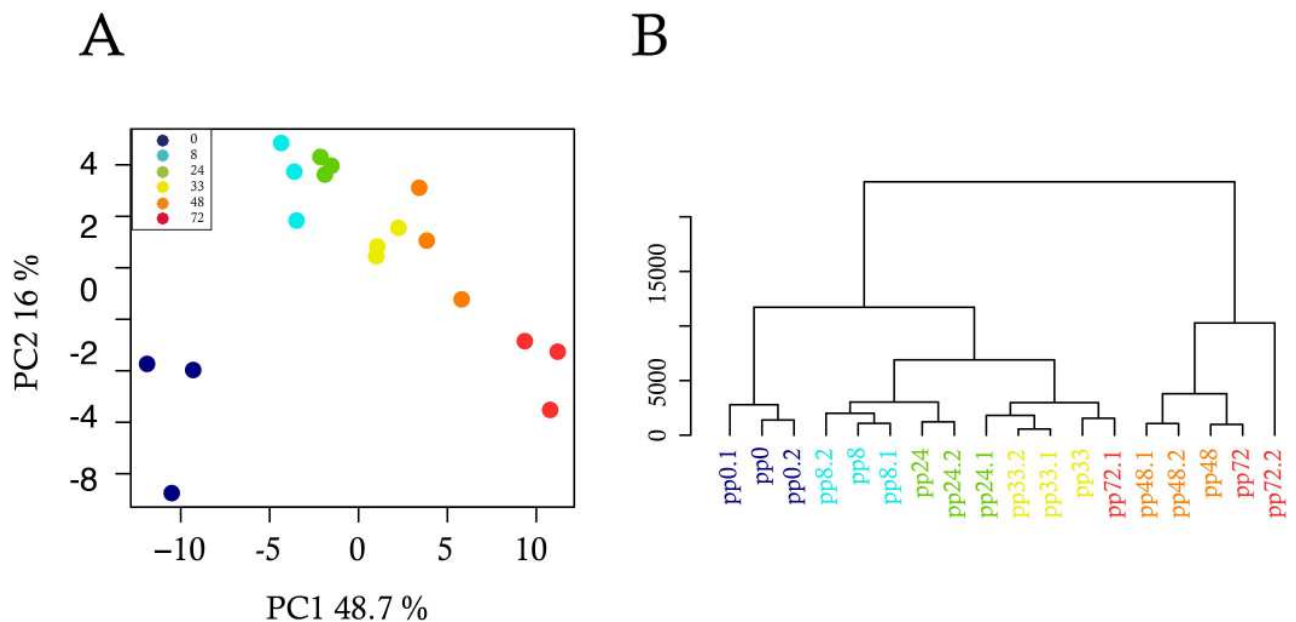 A
B
0
8
24
33
48
72
4
2
0
-2
-4
-8
PC2 16 %
−10
-5
0
5
10
PC1 48.7 %
15000
5000
0
pp0.1
pp0
pp0.2
pp8.2
pp8
pp8.1
pp24
pp24.2
pp24.1
pp33.2
pp33.1
pp33
pp72.1
pp48.1
pp48.2
pp48
pp72
pp72.2